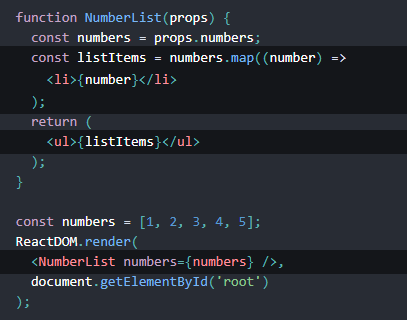 function NumberList(props) {
  const numbers = props.numbers;
  const listItems = numbers.map((number) =>
    <li>{number}</li>
  );
  return (
    <ul>{listItems}</ul>
  );
}

const numbers = [1, 2, 3, 4, 5];
ReactDOM.render(
  <NumberList numbers={numbers} />,
  document.getElementById('root')
);